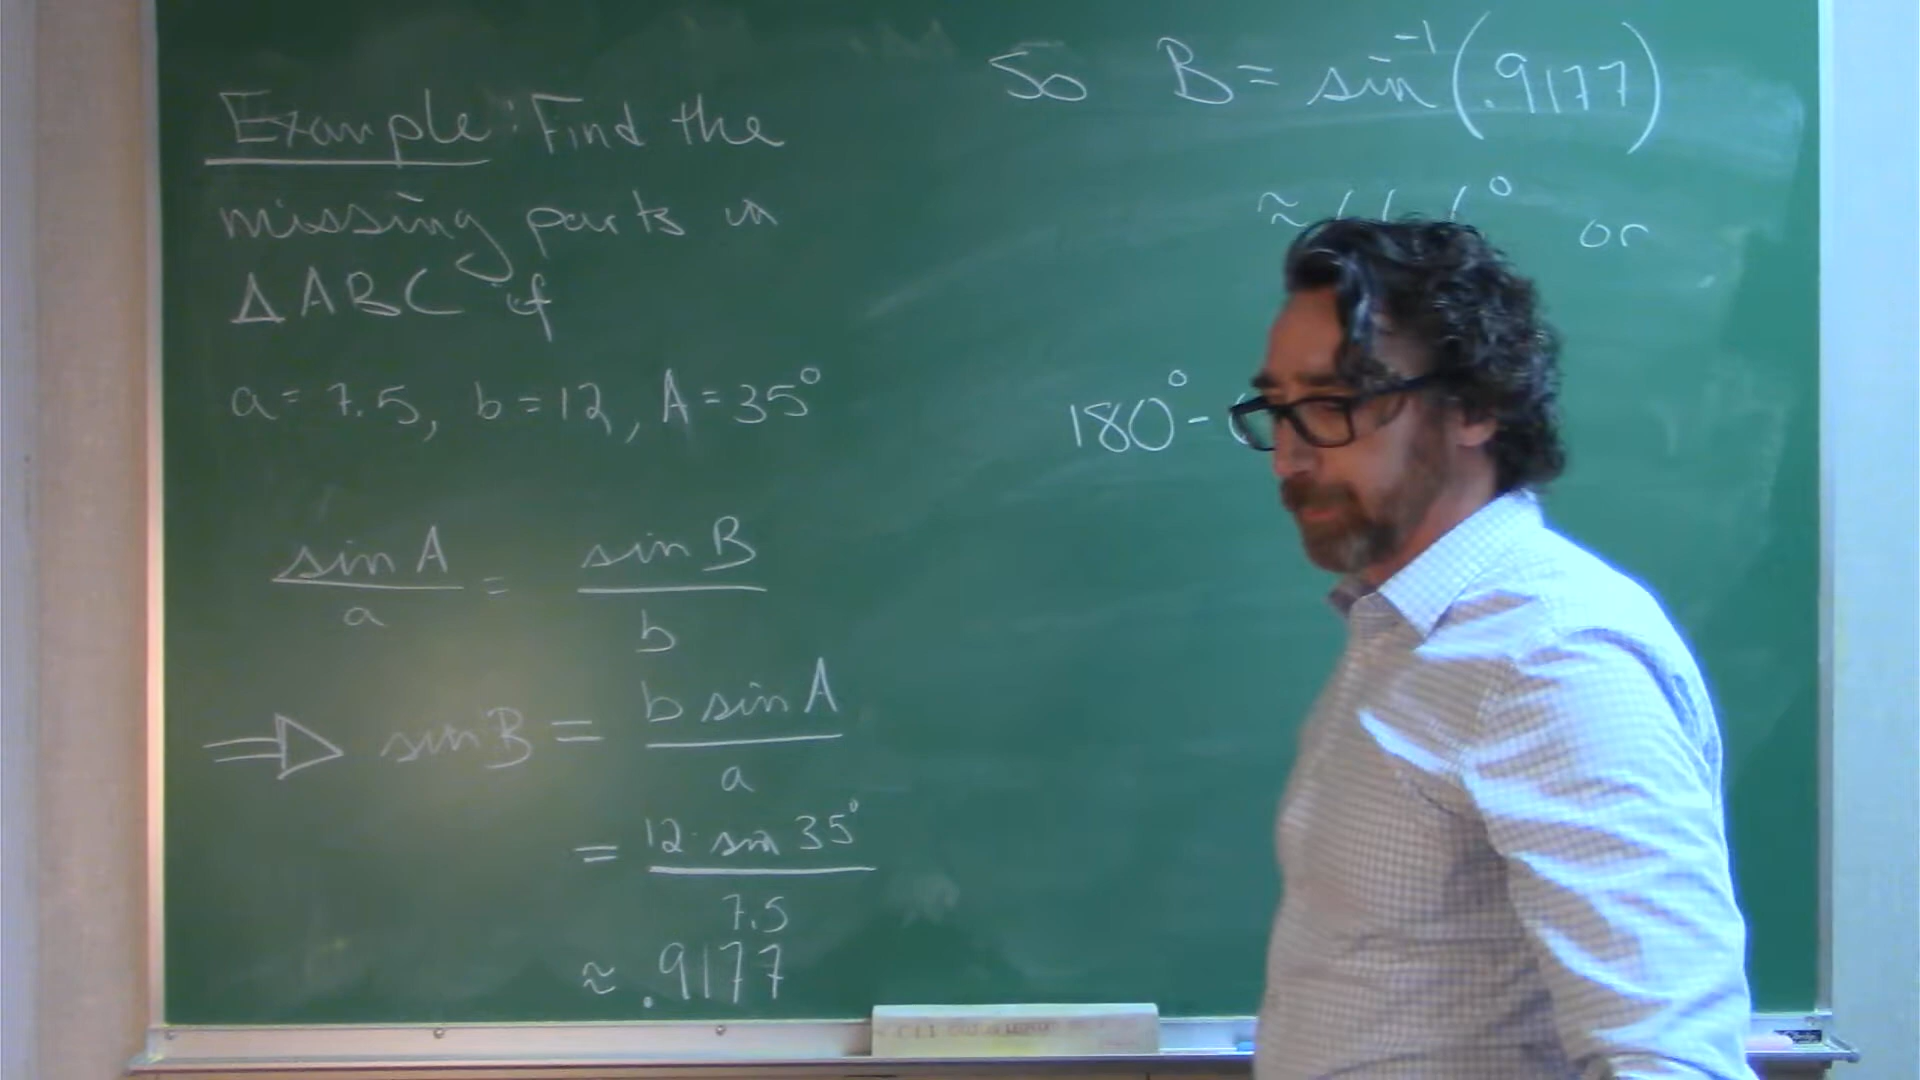 Example: Find the
missing parts in
ΔABC if
a = 7.5, b = 12, A = 35°
sin A / a = sin B / b
⇒ sin B = b sin A / a
= 12 · sin 35° / 7.5
≈ .9177
So B = sin⁻¹(.9177)
≈ ° or
180° -